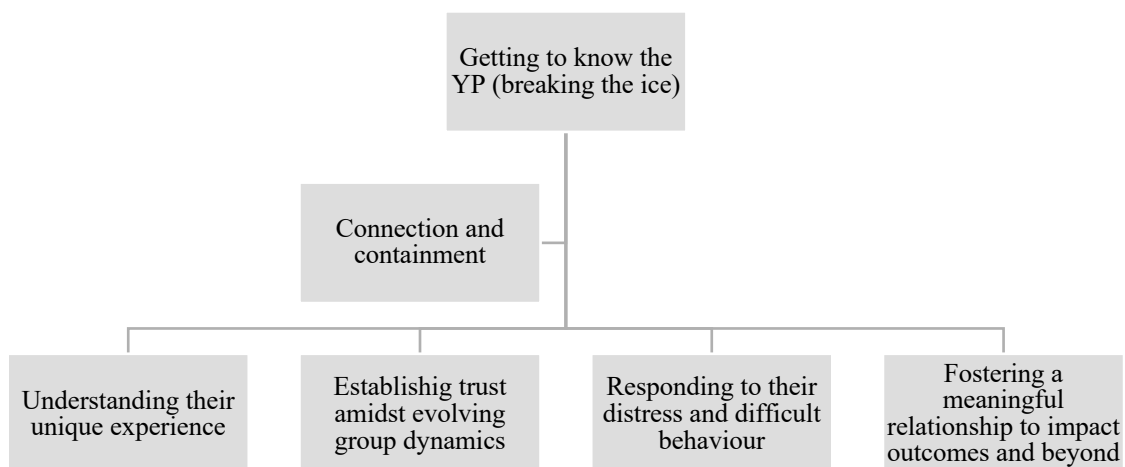 Getting to know the
YP (breaking the ice)
Connection and
containment
Understanding their
unique experience
Establishig trust
amidst evolving
group dynamics
Responding to their
distress and difficult
behaviour
Fostering a
meaningful
relationship to impact
outcomes and beyond